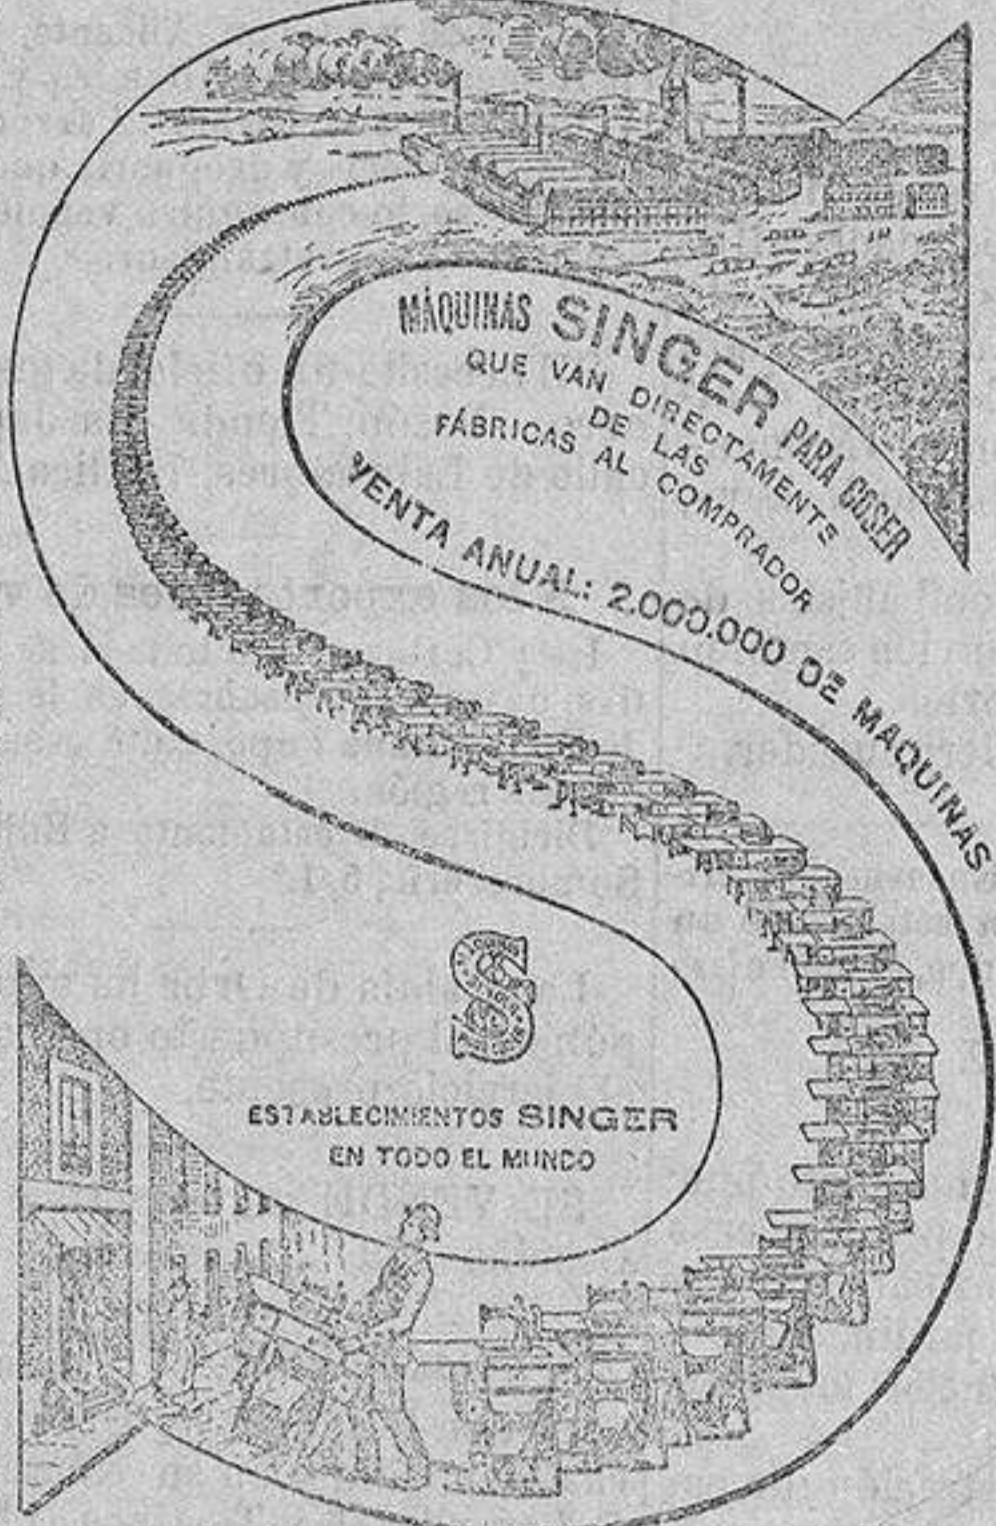 MÁQUINAS SINGER PARA COSER
QUE VAN DIRECTAMENTE
DE LAS
FÁBRICAS AL COMPRADOR
VENTA ANUAL: 2.000.000 DE MAQUINAS
S
ESTABLECIMIENTOS SINGER
EN TODO EL MUNDO